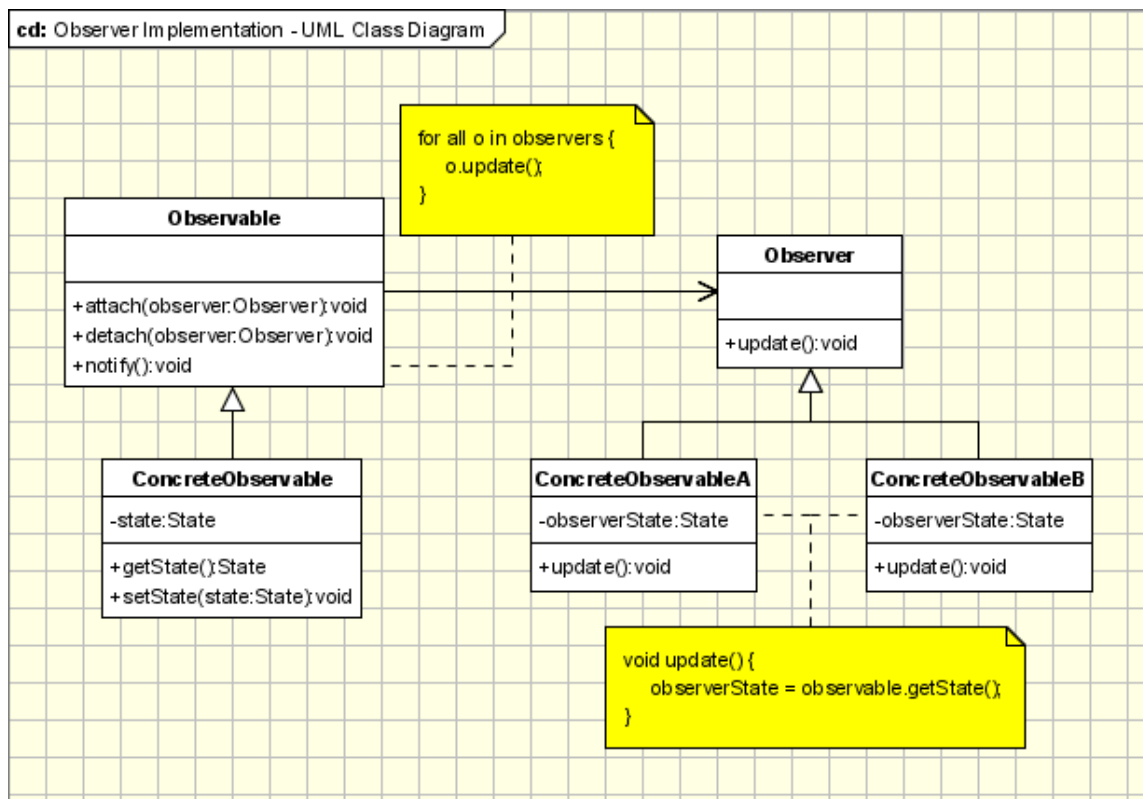 cd: Observer Implementation - UML Class Diagram
for all o in observers {
o.update();
}
Observable
+attach(observer:Observer):void
+detach(observer:Observer):void
+notify():void
Observer
+update():void
ConcreteObservable
-state:State
+getState():State
+setState(state:State):void
ConcreteObservableA
-observerState:State
+update():void
ConcreteObservableB
-observerState:State
+update():void
void update() {
observerState = observable.getState();
}